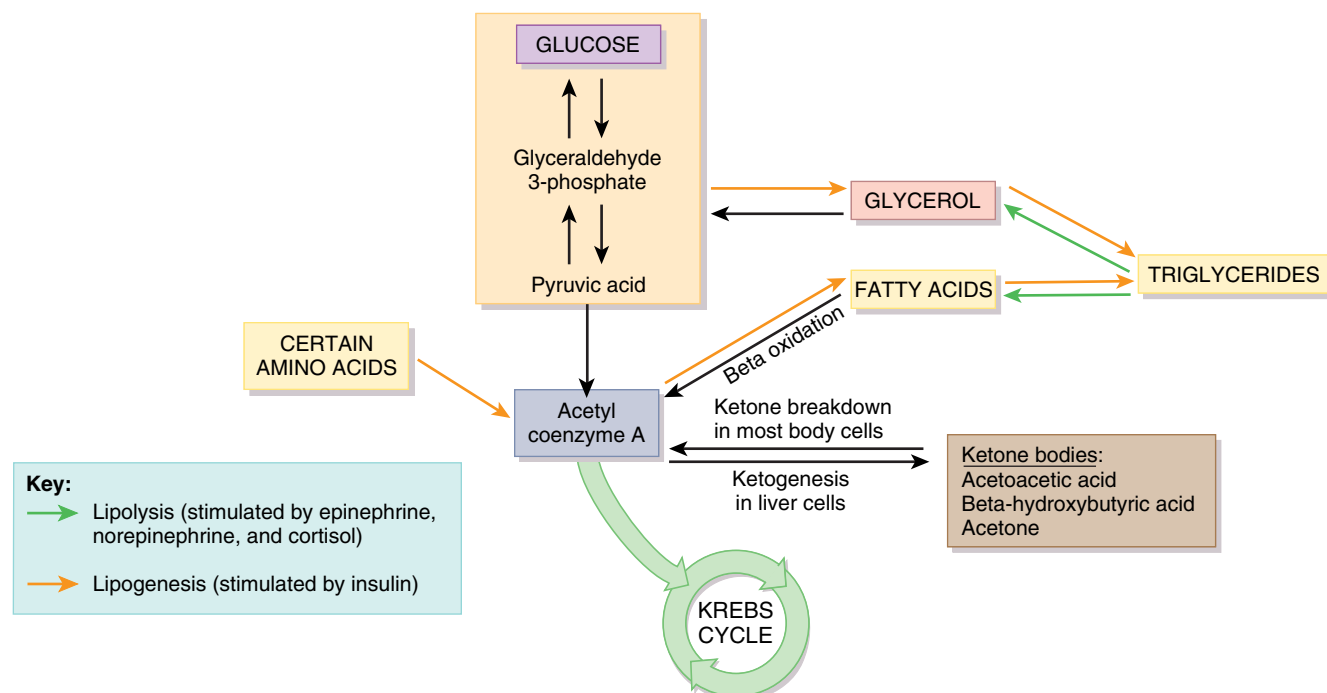 GLUCOSE
Glyceraldehyde
3-phosphate
Pyruvic acid
GLYCEROL
FATTY ACIDS
TRIGLYCERIDES
Beta oxidation
CERTAIN
AMINO ACIDS
Acetyl
coenzyme A
Ketone breakdown
in most body cells
Ketogenesis
in liver cells
Ketone bodies:
Acetoacetic acid
Beta-hydroxybutyric acid
Acetone
Key:
Lipolysis (stimulated by epinephrine,
norepinephrine, and cortisol)
Lipogenesis (stimulated by insulin)
KREBS
CYCLE